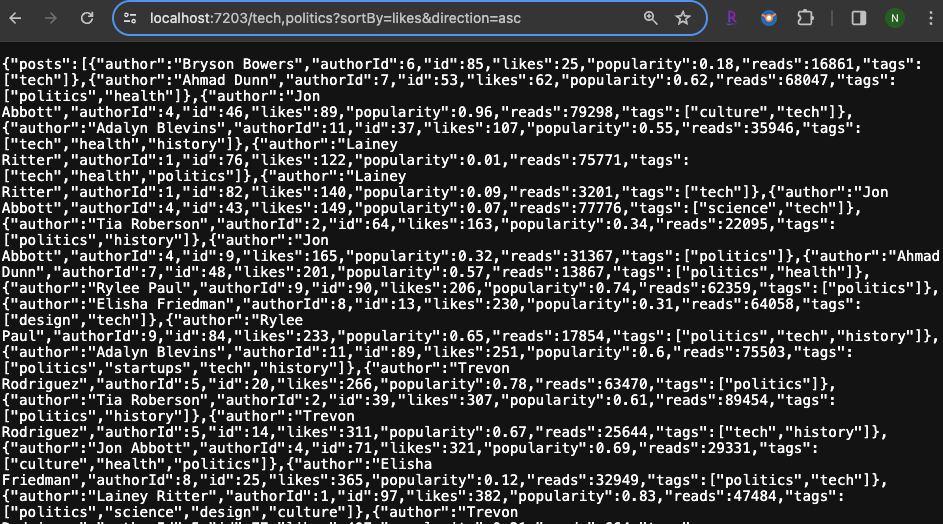 localhost:7203/tech,politics?sortBy=likes&direction=asc
R
N
{"posts":[{"author":"Bryson Bowers","authorId":6,"id":85,"likes":25,"popularity":0.18,"reads":16861,"tags":
["tech"]},{"author":"Ahmad Dunn","authorId":7,"id":53,"likes":62,"popularity":0.62,"reads":68047,"tags":
["politics","health"]},{"author":"Jon
Abbott","authorId":4,"id":46,"likes":89,"popularity":0.96,"reads":79298,"tags":["culture","tech"]},
{"author":"Adalyn Blevins","authorId":11,"id":37,"likes":107,"popularity":0.55,"reads":35946,"tags":
["tech","health","history"]},{"author":"Lainey
Ritter","authorId":1,"id":76,"likes":122,"popularity":0.01,"reads":75771,"tags":
["tech","health","politics"]},{"author":"Lainey
Ritter","authorId":1,"id":82,"likes":140,"popularity":0.09,"reads":3201,"tags":["tech"]},{"author":"Jon
Abbott","authorId":4,"id":43,"likes":149,"popularity":0.07,"reads":77776,"tags":["science","tech"]},
{"author":"Tia Roberson","authorId":2,"id":64,"likes":163,"popularity":0.34,"reads":22095,"tags":
["politics","history"]},{"author":"Jon
Abbott","authorId":4,"id":9,"likes":165,"popularity":0.32,"reads":31367,"tags":["politics"]},{"author":"Ahmad
Dunn","authorId":7,"id":48,"likes":201,"popularity":0.57,"reads":13867,"tags":["politics","health"]},
{"author":"Rylee Paul","authorId":9,"id":90,"likes":206,"popularity":0.74,"reads":62359,"tags":["politics"]},
{"author":"Elisha Friedman","authorId":8,"id":13,"likes":230,"popularity":0.31,"reads":64058,"tags":
["design","tech"]},{"author":"Rylee
Paul","authorId":9,"id":84,"likes":233,"popularity":0.65,"reads":17854,"tags":["politics","tech","history"]},
{"author":"Adalyn Blevins","authorId":11,"id":89,"likes":251,"popularity":0.6,"reads":75503,"tags":
["politics","startups","tech","history"]},{"author":"Trevon
Rodriguez","authorId":5,"id":20,"likes":266,"popularity":0.78,"reads":63470,"tags":["politics"]},
{"author":"Tia Roberson","authorId":2,"id":39,"likes":307,"popularity":0.61,"reads":89454,"tags":
["politics","history"]},{"author":"Trevon
Rodriguez","authorId":5,"id":14,"likes":311,"popularity":0.67,"reads":25644,"tags":["tech","history"]},
{"author":"Jon Abbott","authorId":4,"id":71,"likes":321,"popularity":0.69,"reads":29331,"tags":
["culture","health","politics"]},{"author":"Elisha
Friedman","authorId":8,"id":25,"likes":365,"popularity":0.12,"reads":32949,"tags":["politics","tech"]},
{"author":"Lainey Ritter","authorId":1,"id":97,"likes":382,"popularity":0.83,"reads":47484,"tags":
["politics","science","design","culture"]},{"author":"Trevon